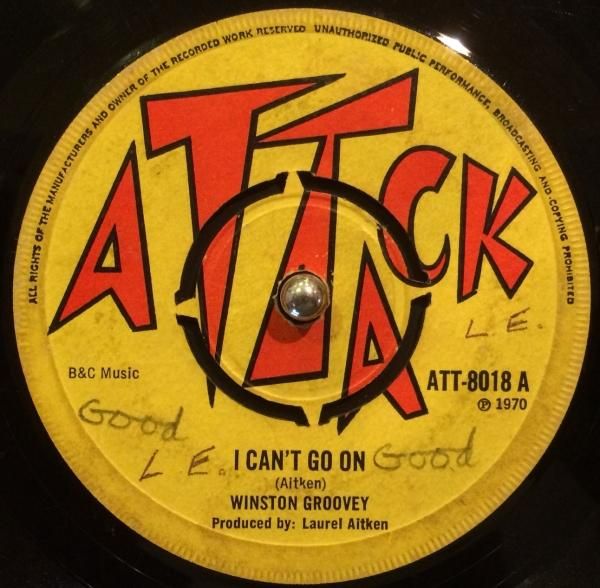 ALL RIGHTS OF THE MANUFACTURERS AND OWNER OF THE RECORDED WORK RESERVED UNAUTHORIZED PUBLIC PERFORMANCE, BROADCASTING AND COPYING PROHIBITED
ATTACK
L E.
B&C Music
ATT-8018 A
℗ 1970
Good
L E. I CAN'T GO ON Good
(Aitken)
WINSTON GROOVEY
Produced by: Laurel Aitken